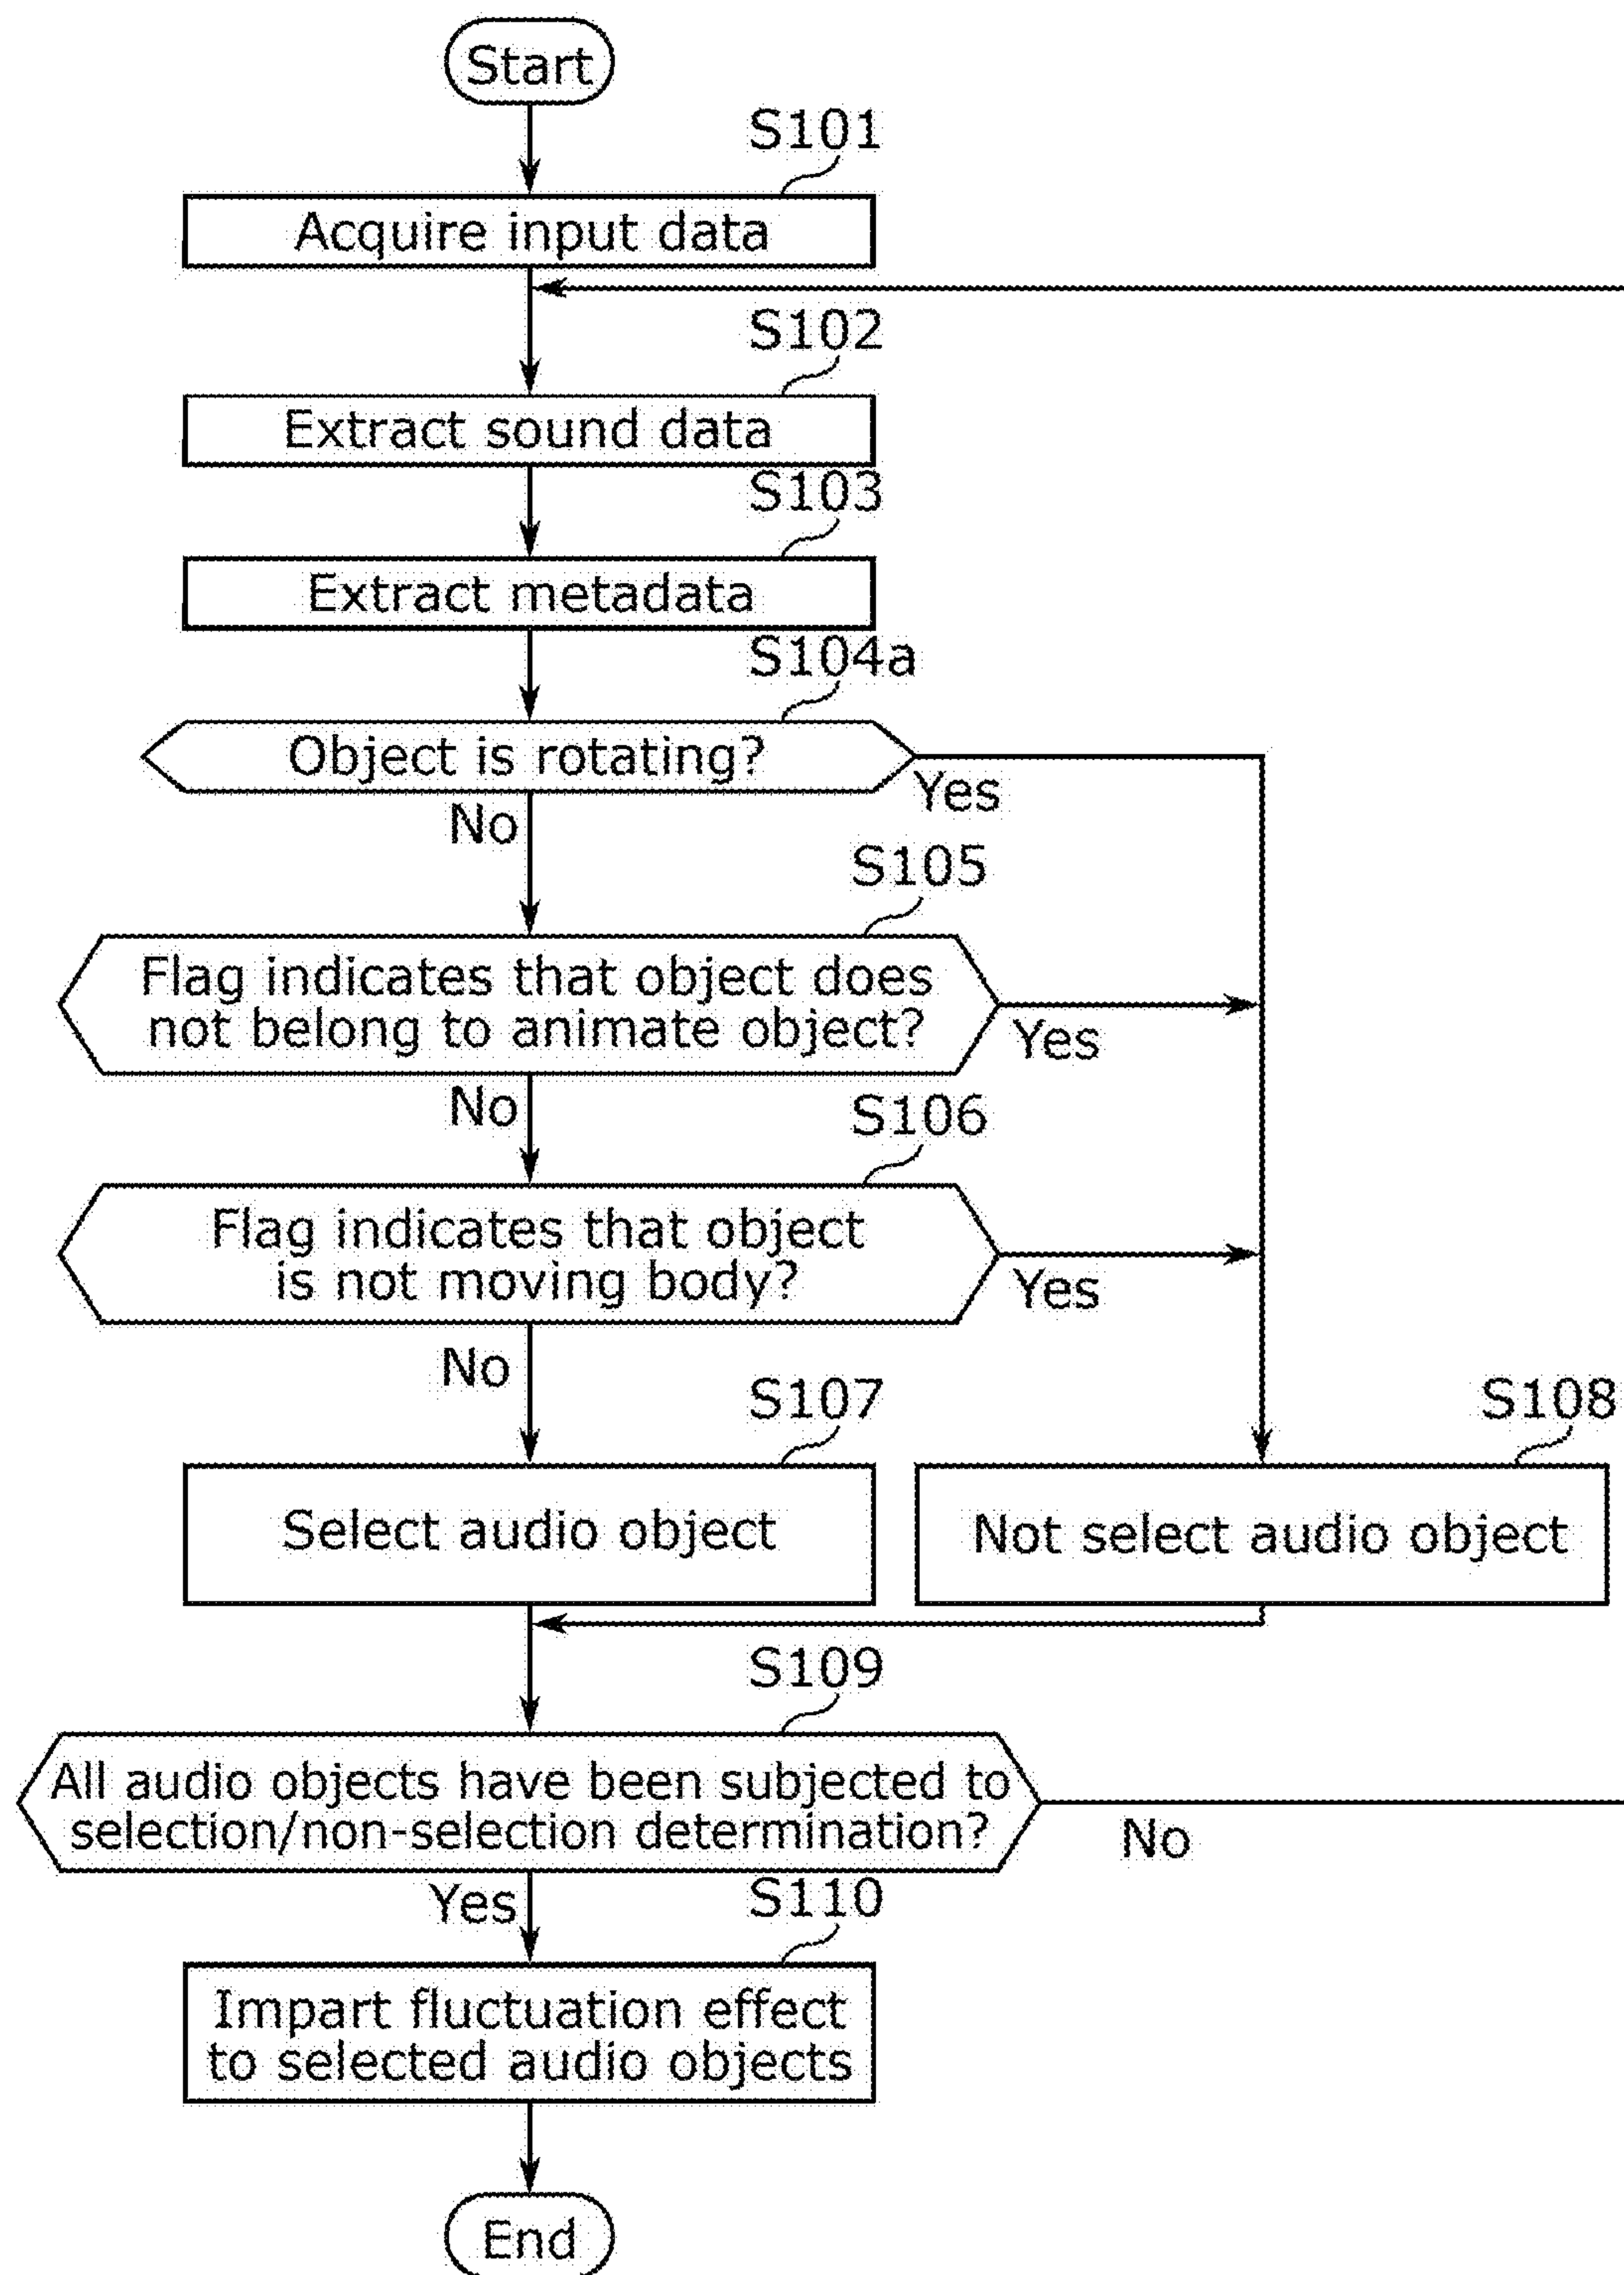 Start
S101
Acquire input data
S102
Extract sound data
S103
Extract metadata
S104a
Object is rotating?
Yes
No
S105
Flag indicates that object does
not belong to animate object?
Yes
No
S106
Flag indicates that object
is not moving body?
Yes
No
S107
S108
Select audio object
Not select audio object
S109
All audio objects have been subjected to
selection/non-selection determination?
No
Yes
S110
Impart fluctuation effect
to selected audio objects
End